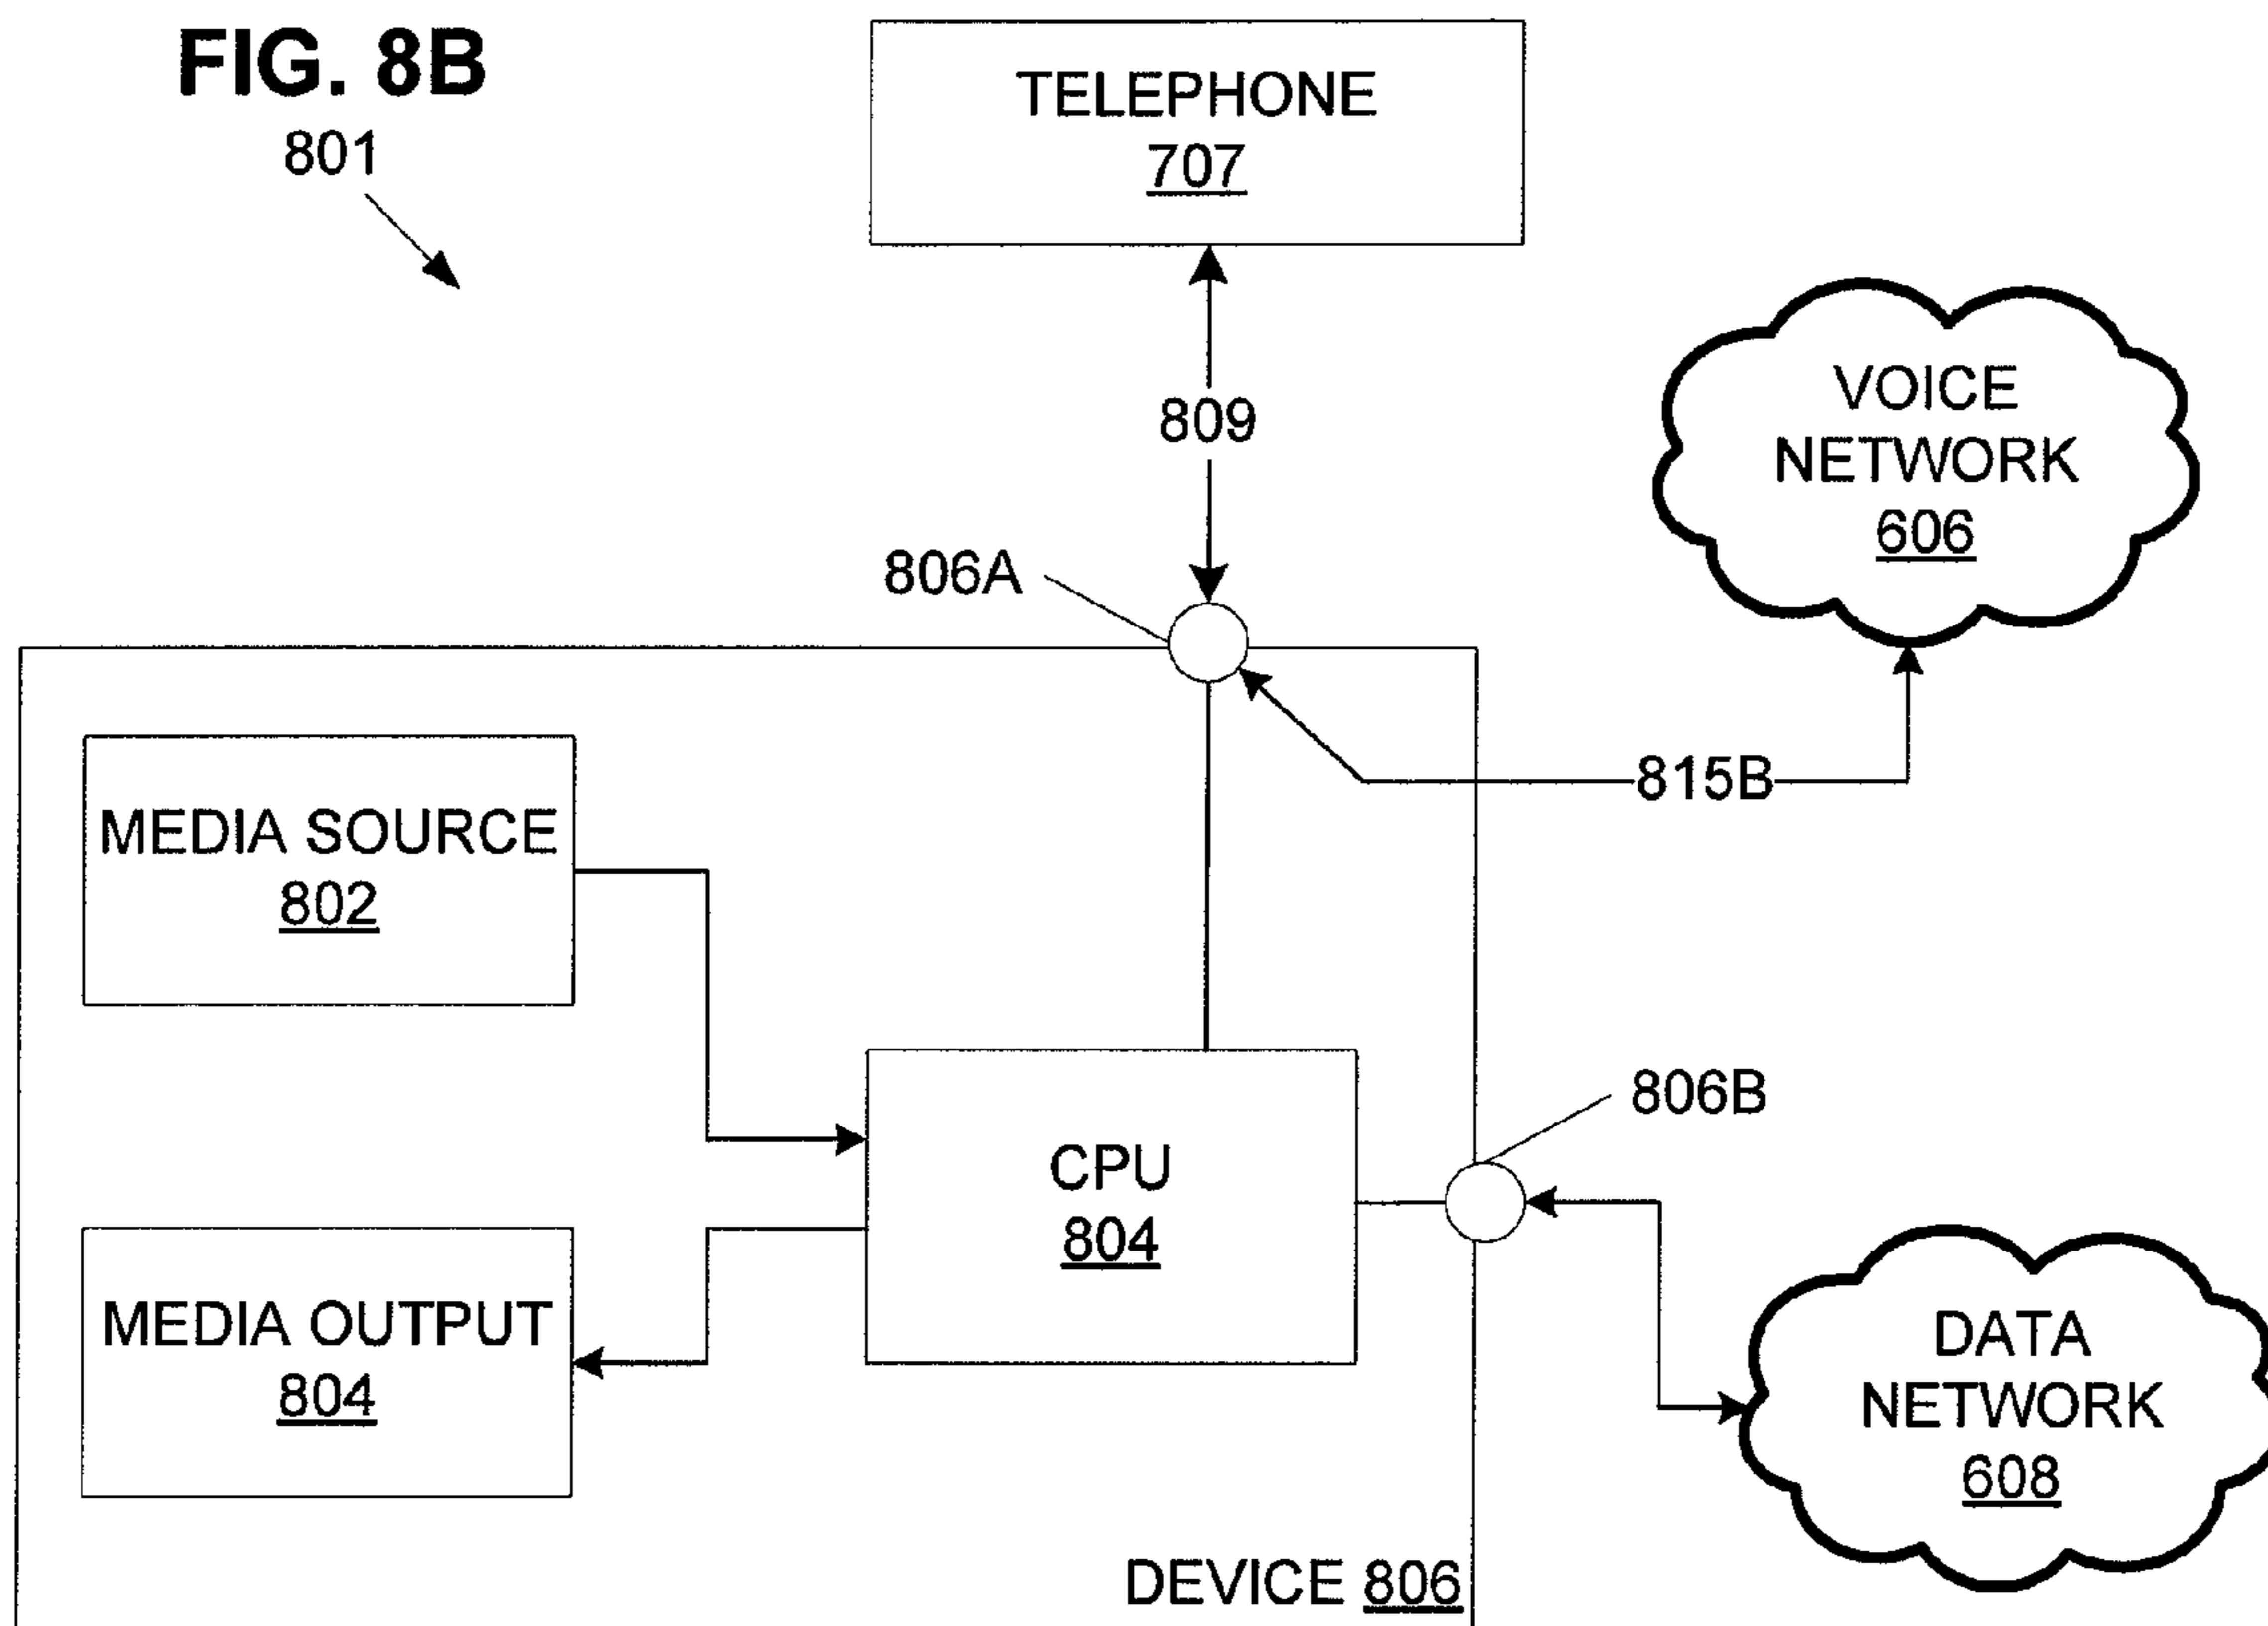 FIG. 8B
801
TELEPHONE
707
809
VOICE
NETWORK
606
806A
815B
MEDIA SOURCE
802
806B
CPU
804
MEDIA OUTPUT
804
DATA
NETWORK
608
DEVICE 806